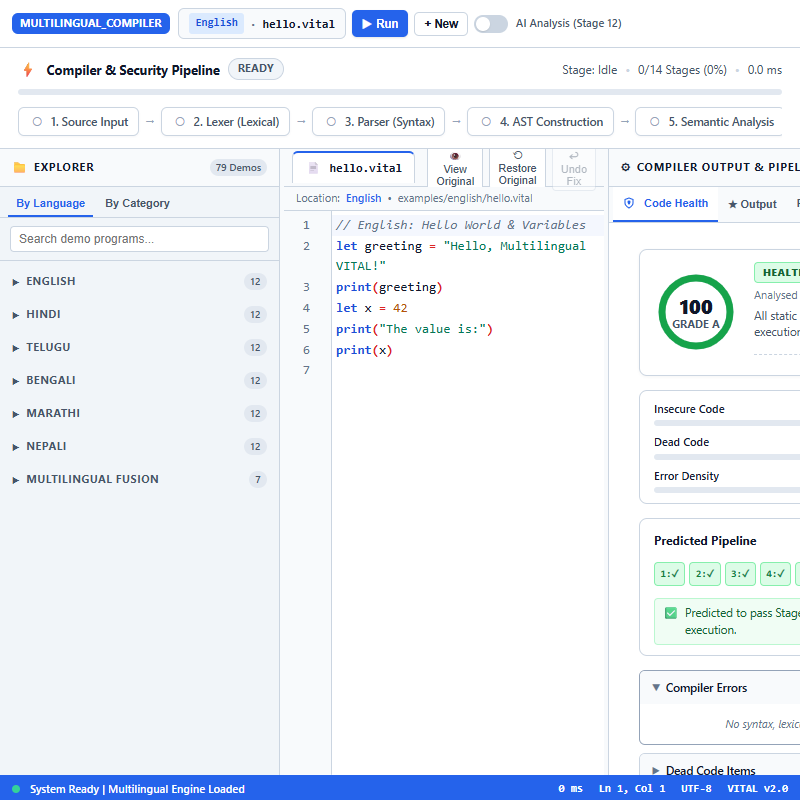 MULTILINGUAL_COMPILER English · hello.vital ▶ Run + New AI Analysis (Stage 12)
Compiler & Security Pipeline READY Stage: Idle • 0/14 Stages (0%) • 0.0 ms
1. Source Input → 2. Lexer (Lexical) → 3. Parser (Syntax) → 4. AST Construction → 5. Semantic Analysis
EXPLORER 79 Demos
By Language By Category
Search demo programs...
▶ ENGLISH 12
▶ HINDI 12
▶ TELUGU 12
▶ BENGALI 12
▶ MARATHI 12
▶ NEPALI 12
▶ MULTILINGUAL FUSION 7
hello.vital
View Original
Restore Original
Undo Fix
Location: English • examples/english/hello.vital
1 // English: Hello World & Variables
2 let greeting = "Hello, Multilingual
VITAL!"
3 print(greeting)
4 let x = 42
5 print("The value is:")
6 print(x)
7
COMPILER OUTPUT & PIPEL
Code Health ★ Output
100
GRADE A
HEALT
Analysed
All static
execution
Insecure Code
Dead Code
Error Density
Predicted Pipeline
1:✓ 2:✓ 3:✓ 4:✓
Predicted to pass Stage
execution.
▼ Compiler Errors
No syntax, lexic
▶ Dead Code Items
System Ready | Multilingual Engine Loaded 0 ms Ln 1, Col 1 UTF-8 VITAL v2.0